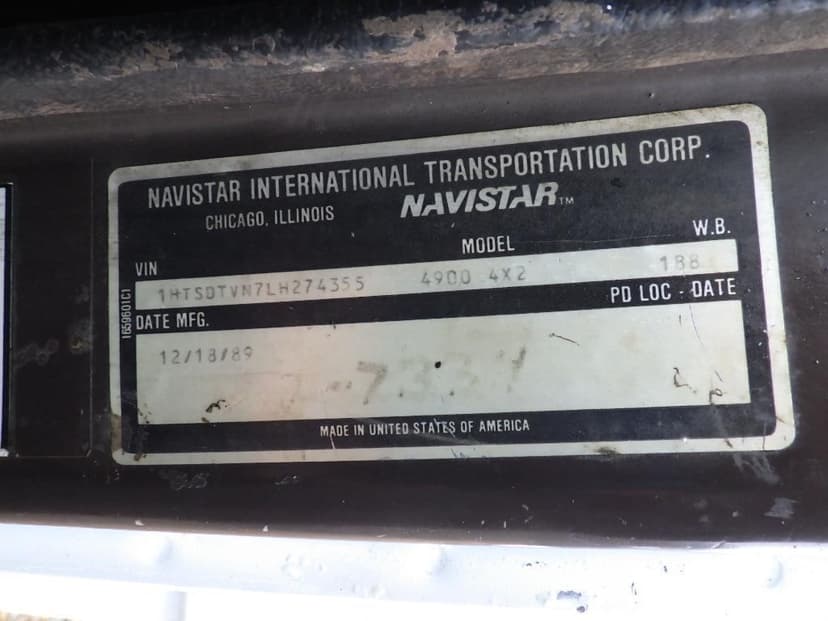 NAVISTAR INTERNATIONAL TRANSPORTATION CORP.
CHICAGO, ILLINOIS NAVISTAR™
VIN MODEL W.B.
1HTSDTVN7LH274355 4900 4X2 188
DATE MFG. PD LOC - DATE
12/18/89
MADE IN UNITED STATES OF AMERICA
1659601C1